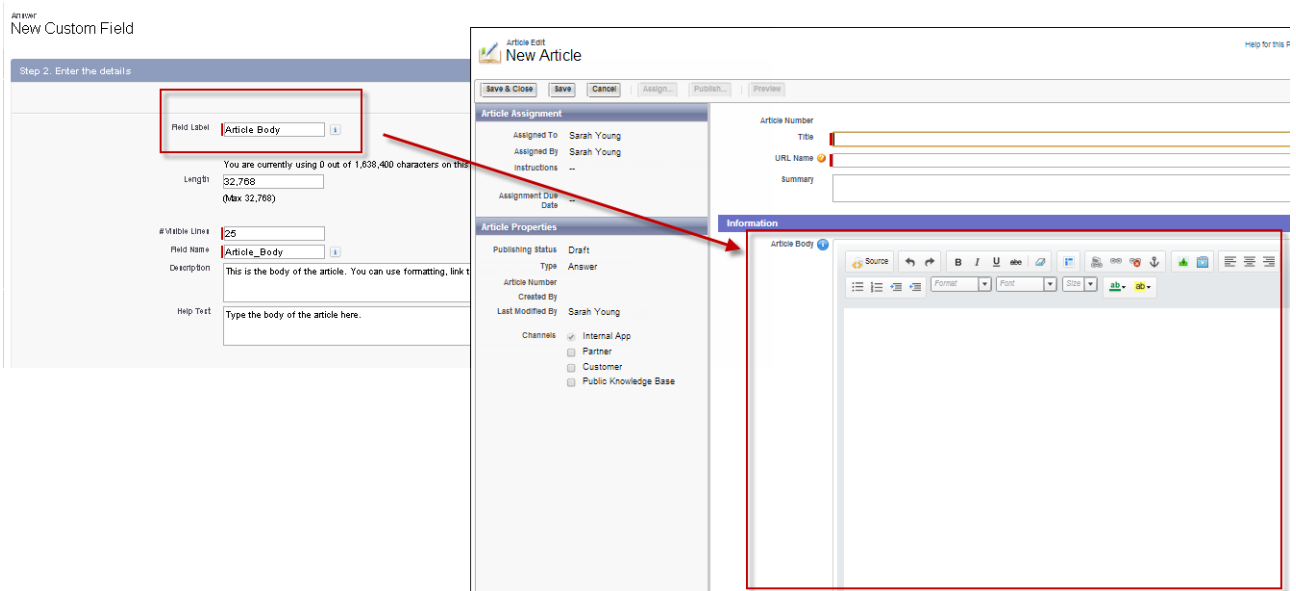 Answer
New Custom Field
Step 2. Enter the details
Field Label
Article Body
i
You are currently using 0 out of 1,638,400 characters on this
Length
32,768
(Max 32,768)
# Visible Lines
25
Field Name
Article_Body
i
Description
This is the body of the article. You can use formatting, link t
Help Text
Type the body of the article here.
Article Edit
New Article
Help for this P
Save & Close
Save
Cancel
Assign...
Publish...
Preview
Article Assignment
Assigned To
Sarah Young
Assigned By
Sarah Young
Instructions
--
Assignment Due
Date
--
Article Properties
Publishing Status
Draft
Type
Answer
Article Number
Created By
Last Modified By
Sarah Young
Channels
Internal App
Partner
Customer
Public Knowledge Base
Article Number
Title
URL Name
?
Summary
Information
Article Body
i
Source
B
I
U
abc
Format
Font
Size
ab
ab